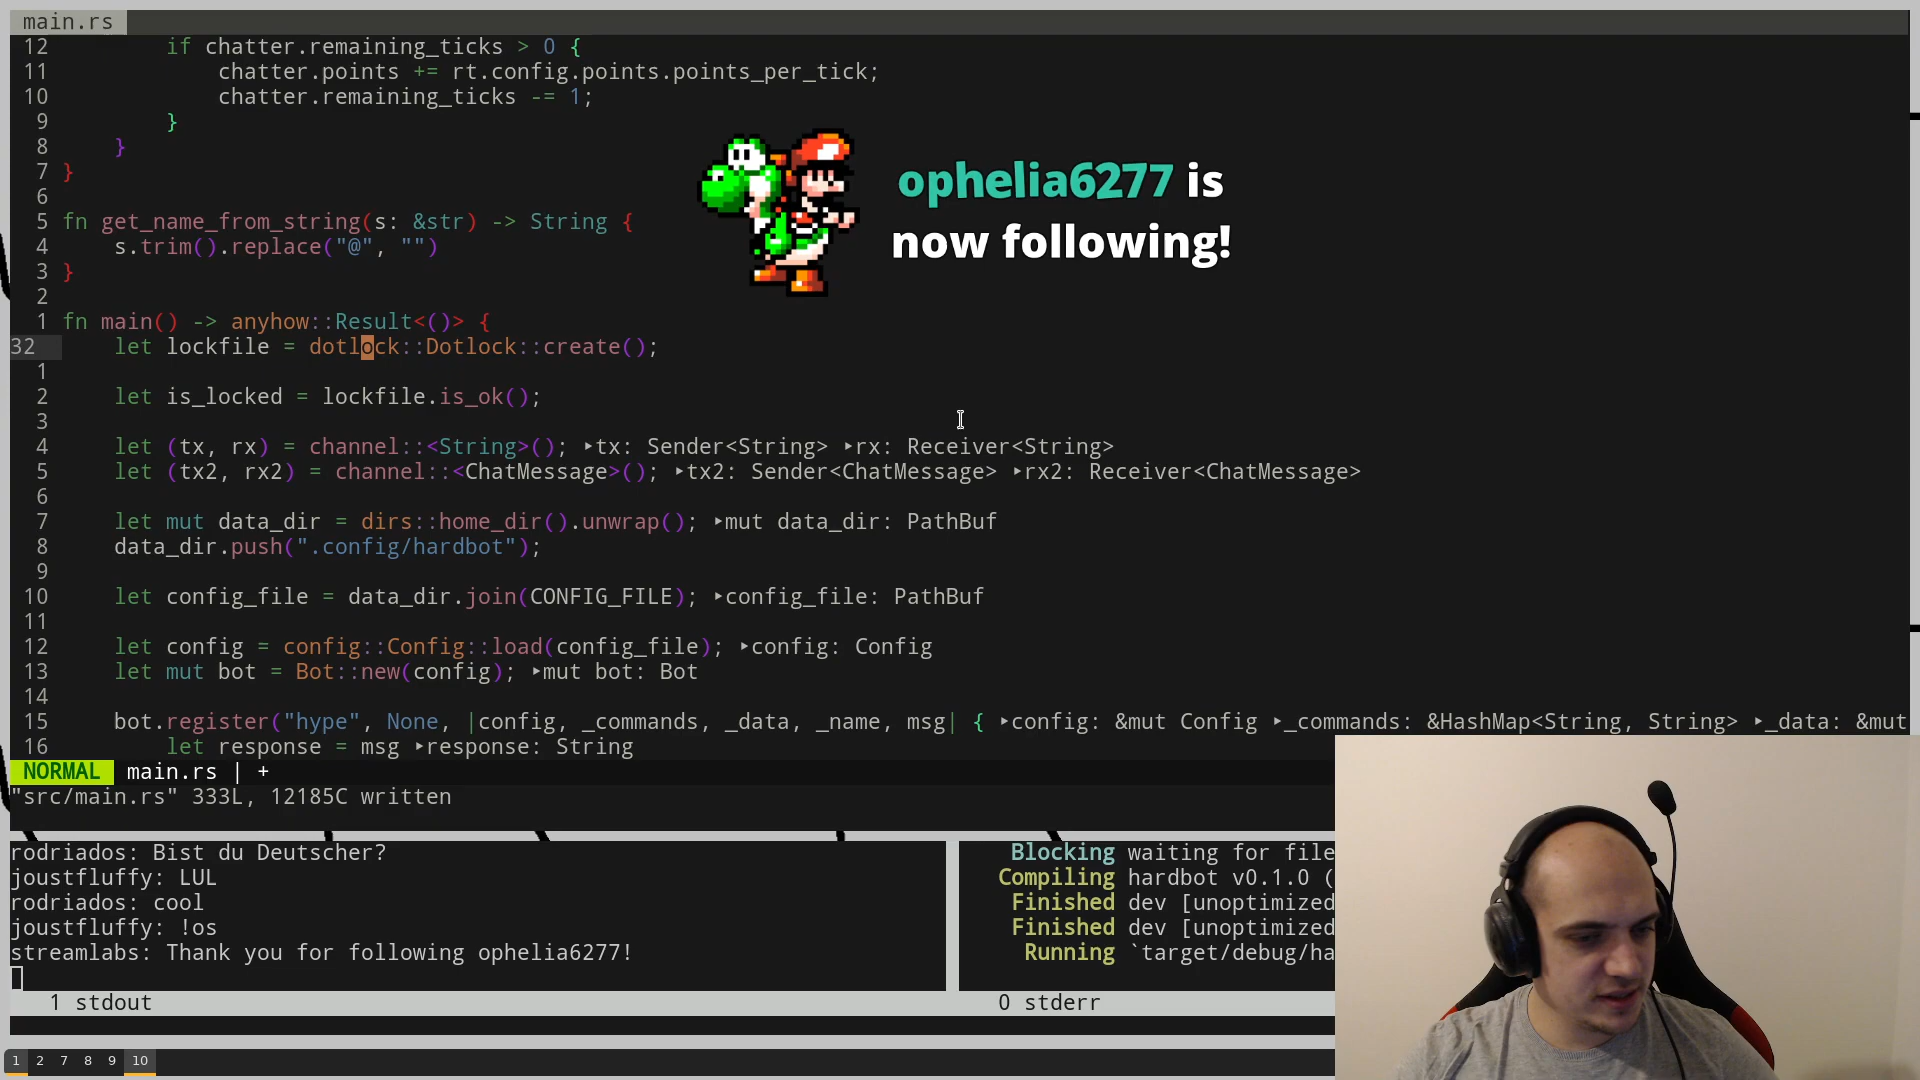 main.rs
12 if chatter.remaining_ticks > 0 {
11 chatter.points += rt.config.points.points_per_tick;
10 chatter.remaining_ticks -= 1;
9 }
8 }
7 }
6
5 fn get_name_from_string(s: &str) -> String {
4 s.trim().replace("@", "")
3 }
2
1 fn main() -> anyhow::Result<()> {
32 let lockfile = dotlock::Dotlock::create();
1
2 let is_locked = lockfile.is_ok();
3
4 let (tx, rx) = channel::<String>(); ‣tx: Sender<String> ‣rx: Receiver<String>
5 let (tx2, rx2) = channel::<ChatMessage>(); ‣tx2: Sender<ChatMessage> ‣rx2: Receiver<ChatMessage>
6
7 let mut data_dir = dirs::home_dir().unwrap(); ‣mut data_dir: PathBuf
8 data_dir.push(".config/hardbot");
9
10 let config_file = data_dir.join(CONFIG_FILE); ‣config_file: PathBuf
11
12 let config = config::Config::load(config_file); ‣config: Config
13 let mut bot = Bot::new(config); ‣mut bot: Bot
14
15 bot.register("hype", None, |config, _commands, _data, _name, msg| { ‣config: &mut Config ‣_commands: &HashMap<String, String> ‣_data: &mut
16 let response = msg ‣response: String
ophelia6277 is
now following!
NORMAL main.rs | +
"src/main.rs" 333L, 12185C written
rodriados: Bist du Deutscher?
joustfluffy: LUL
rodriados: cool
joustfluffy: !os
streamlabs: Thank you for following ophelia6277!
1 stdout
Blocking waiting for file
Compiling hardbot v0.1.0 (
Finished dev [unoptimized
Finished dev [unoptimized
Running `target/debug/ha
0 stderr
1 2 7 8 9 10